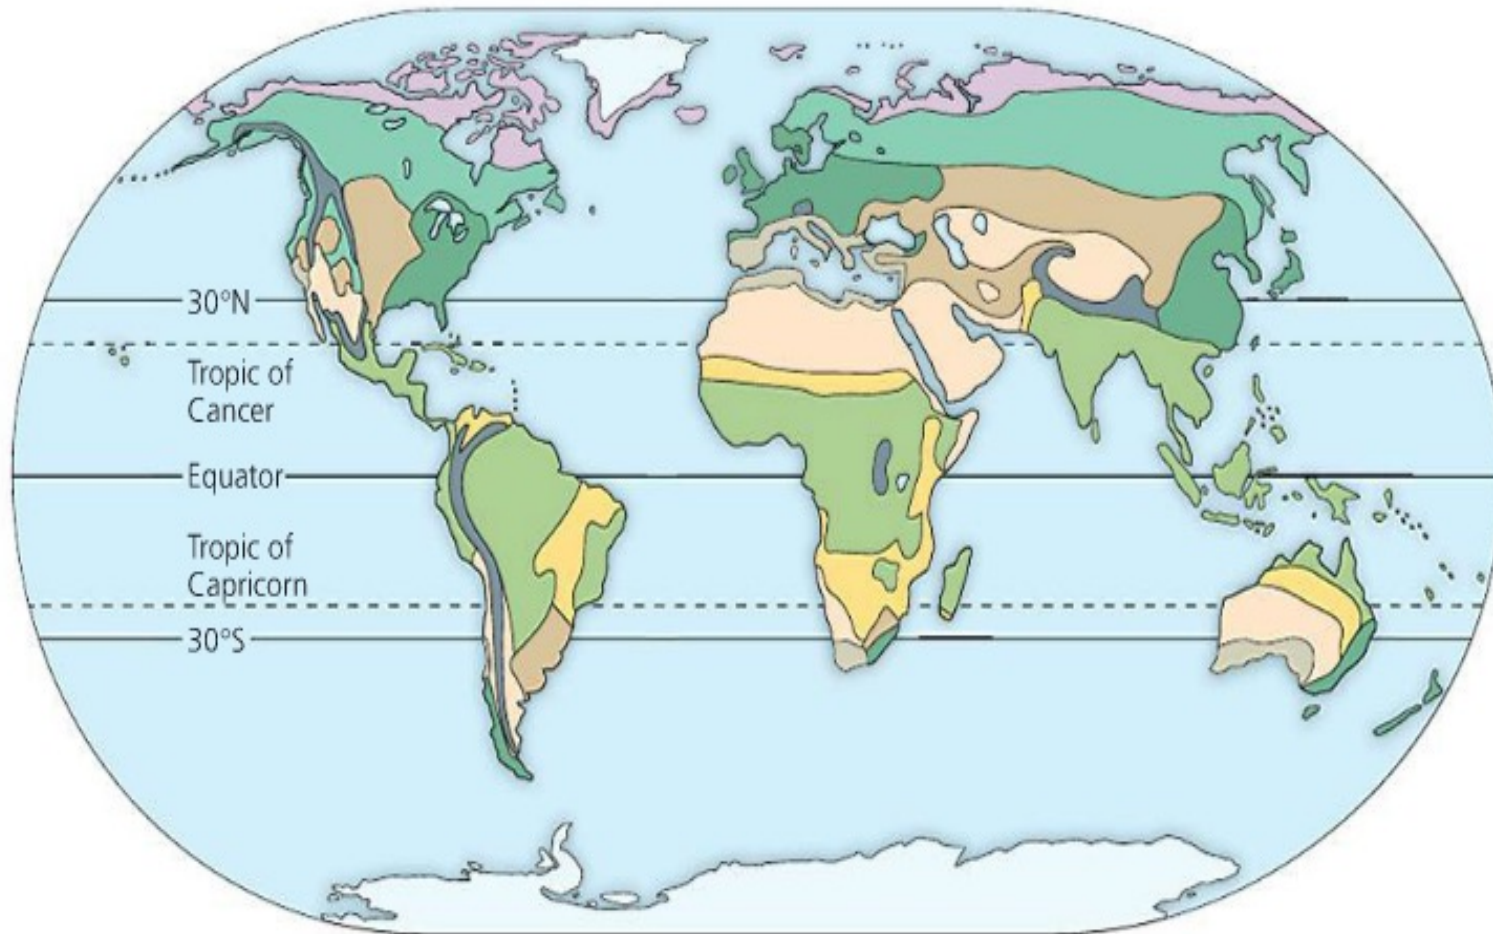 30°N
Tropic of
Cancer
Equator
Tropic of
Capricorn
30°S